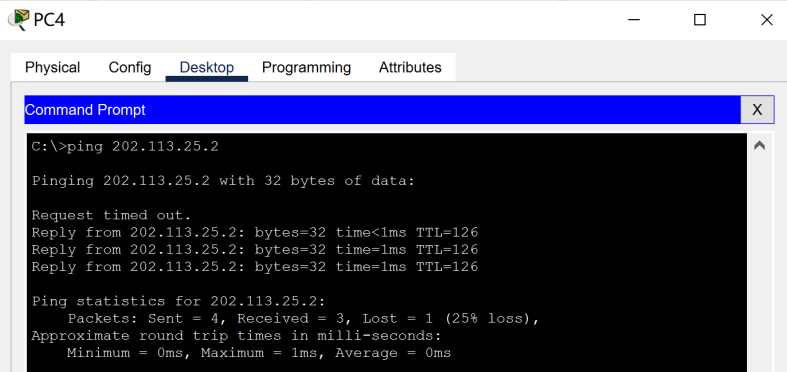 PC4
Physical Config Desktop Programming Attributes
Command Prompt X
C:\>ping 202.113.25.2
Pinging 202.113.25.2 with 32 bytes of data:
Request timed out.
Reply from 202.113.25.2: bytes=32 time<1ms TTL=126
Reply from 202.113.25.2: bytes=32 time=1ms TTL=126
Reply from 202.113.25.2: bytes=32 time=1ms TTL=126
Ping statistics for 202.113.25.2:
Packets: Sent = 4, Received = 3, Lost = 1 (25% loss),
Approximate round trip times in milli-seconds:
Minimum = 0ms, Maximum = 1ms, Average = 0ms